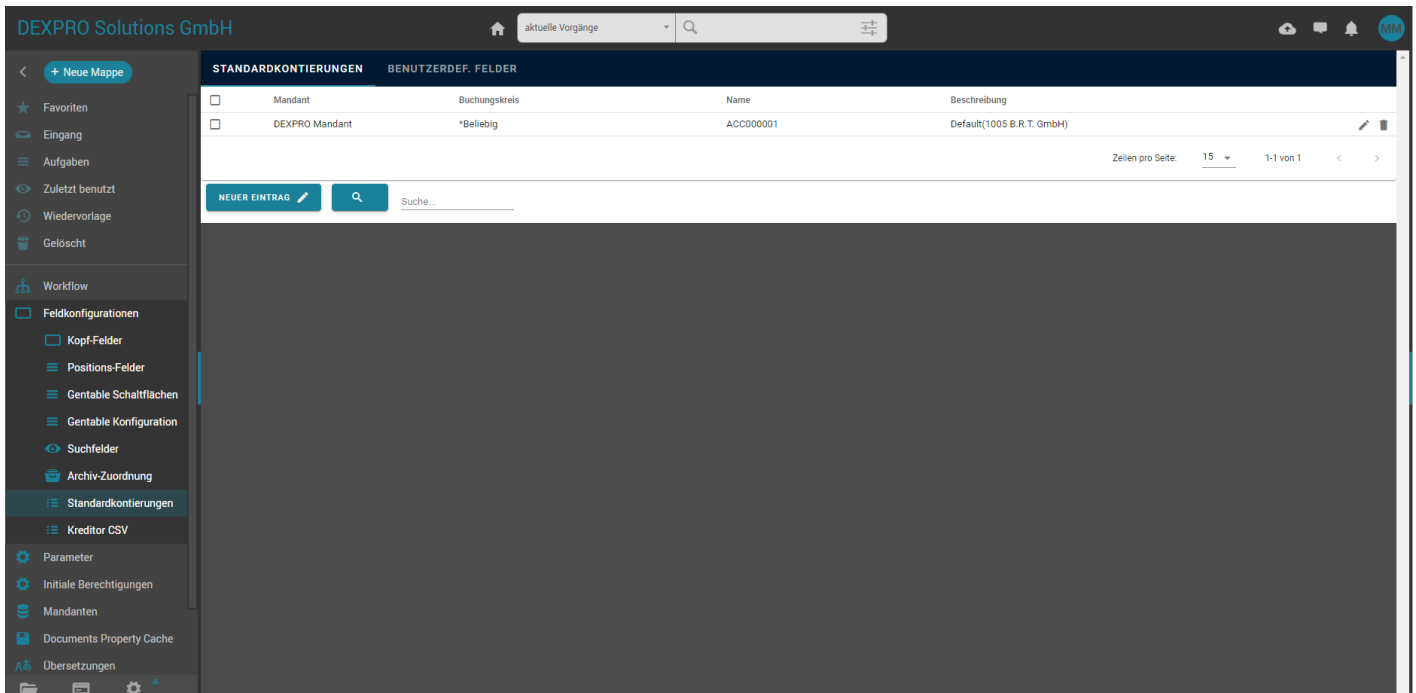 DEXPRO Solutions GmbH
aktuelle Vorgänge
MM
+ Neue Mappe
Favoriten
Eingang
Aufgaben
Zuletzt benutzt
Wiedervorlage
Gelöscht
Workflow
Feldkonfigurationen
Kopf-Felder
Positions-Felder
Gentable Schaltflächen
Gentable Konfiguration
Suchfelder
Archiv-Zuordnung
Standardkontierungen
Kreditor CSV
Parameter
Initiale Berechtigungen
Mandanten
Documents Property Cache
Aあ Übersetzungen
STANDARDKONTIERUNGEN BENUTZERDEF. FELDER
Mandant Buchungskreis Name Beschreibung
DEXPRO Mandant *Beliebig ACC000001 Default(1005 B.R.T. GmbH)
Zeilen pro Seite: 15 1-1 von 1
NEUER EINTRAG Suche...